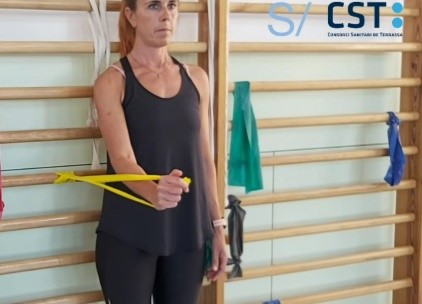 S/ CST:
CONSORCI SANITARI DE TERRASSA